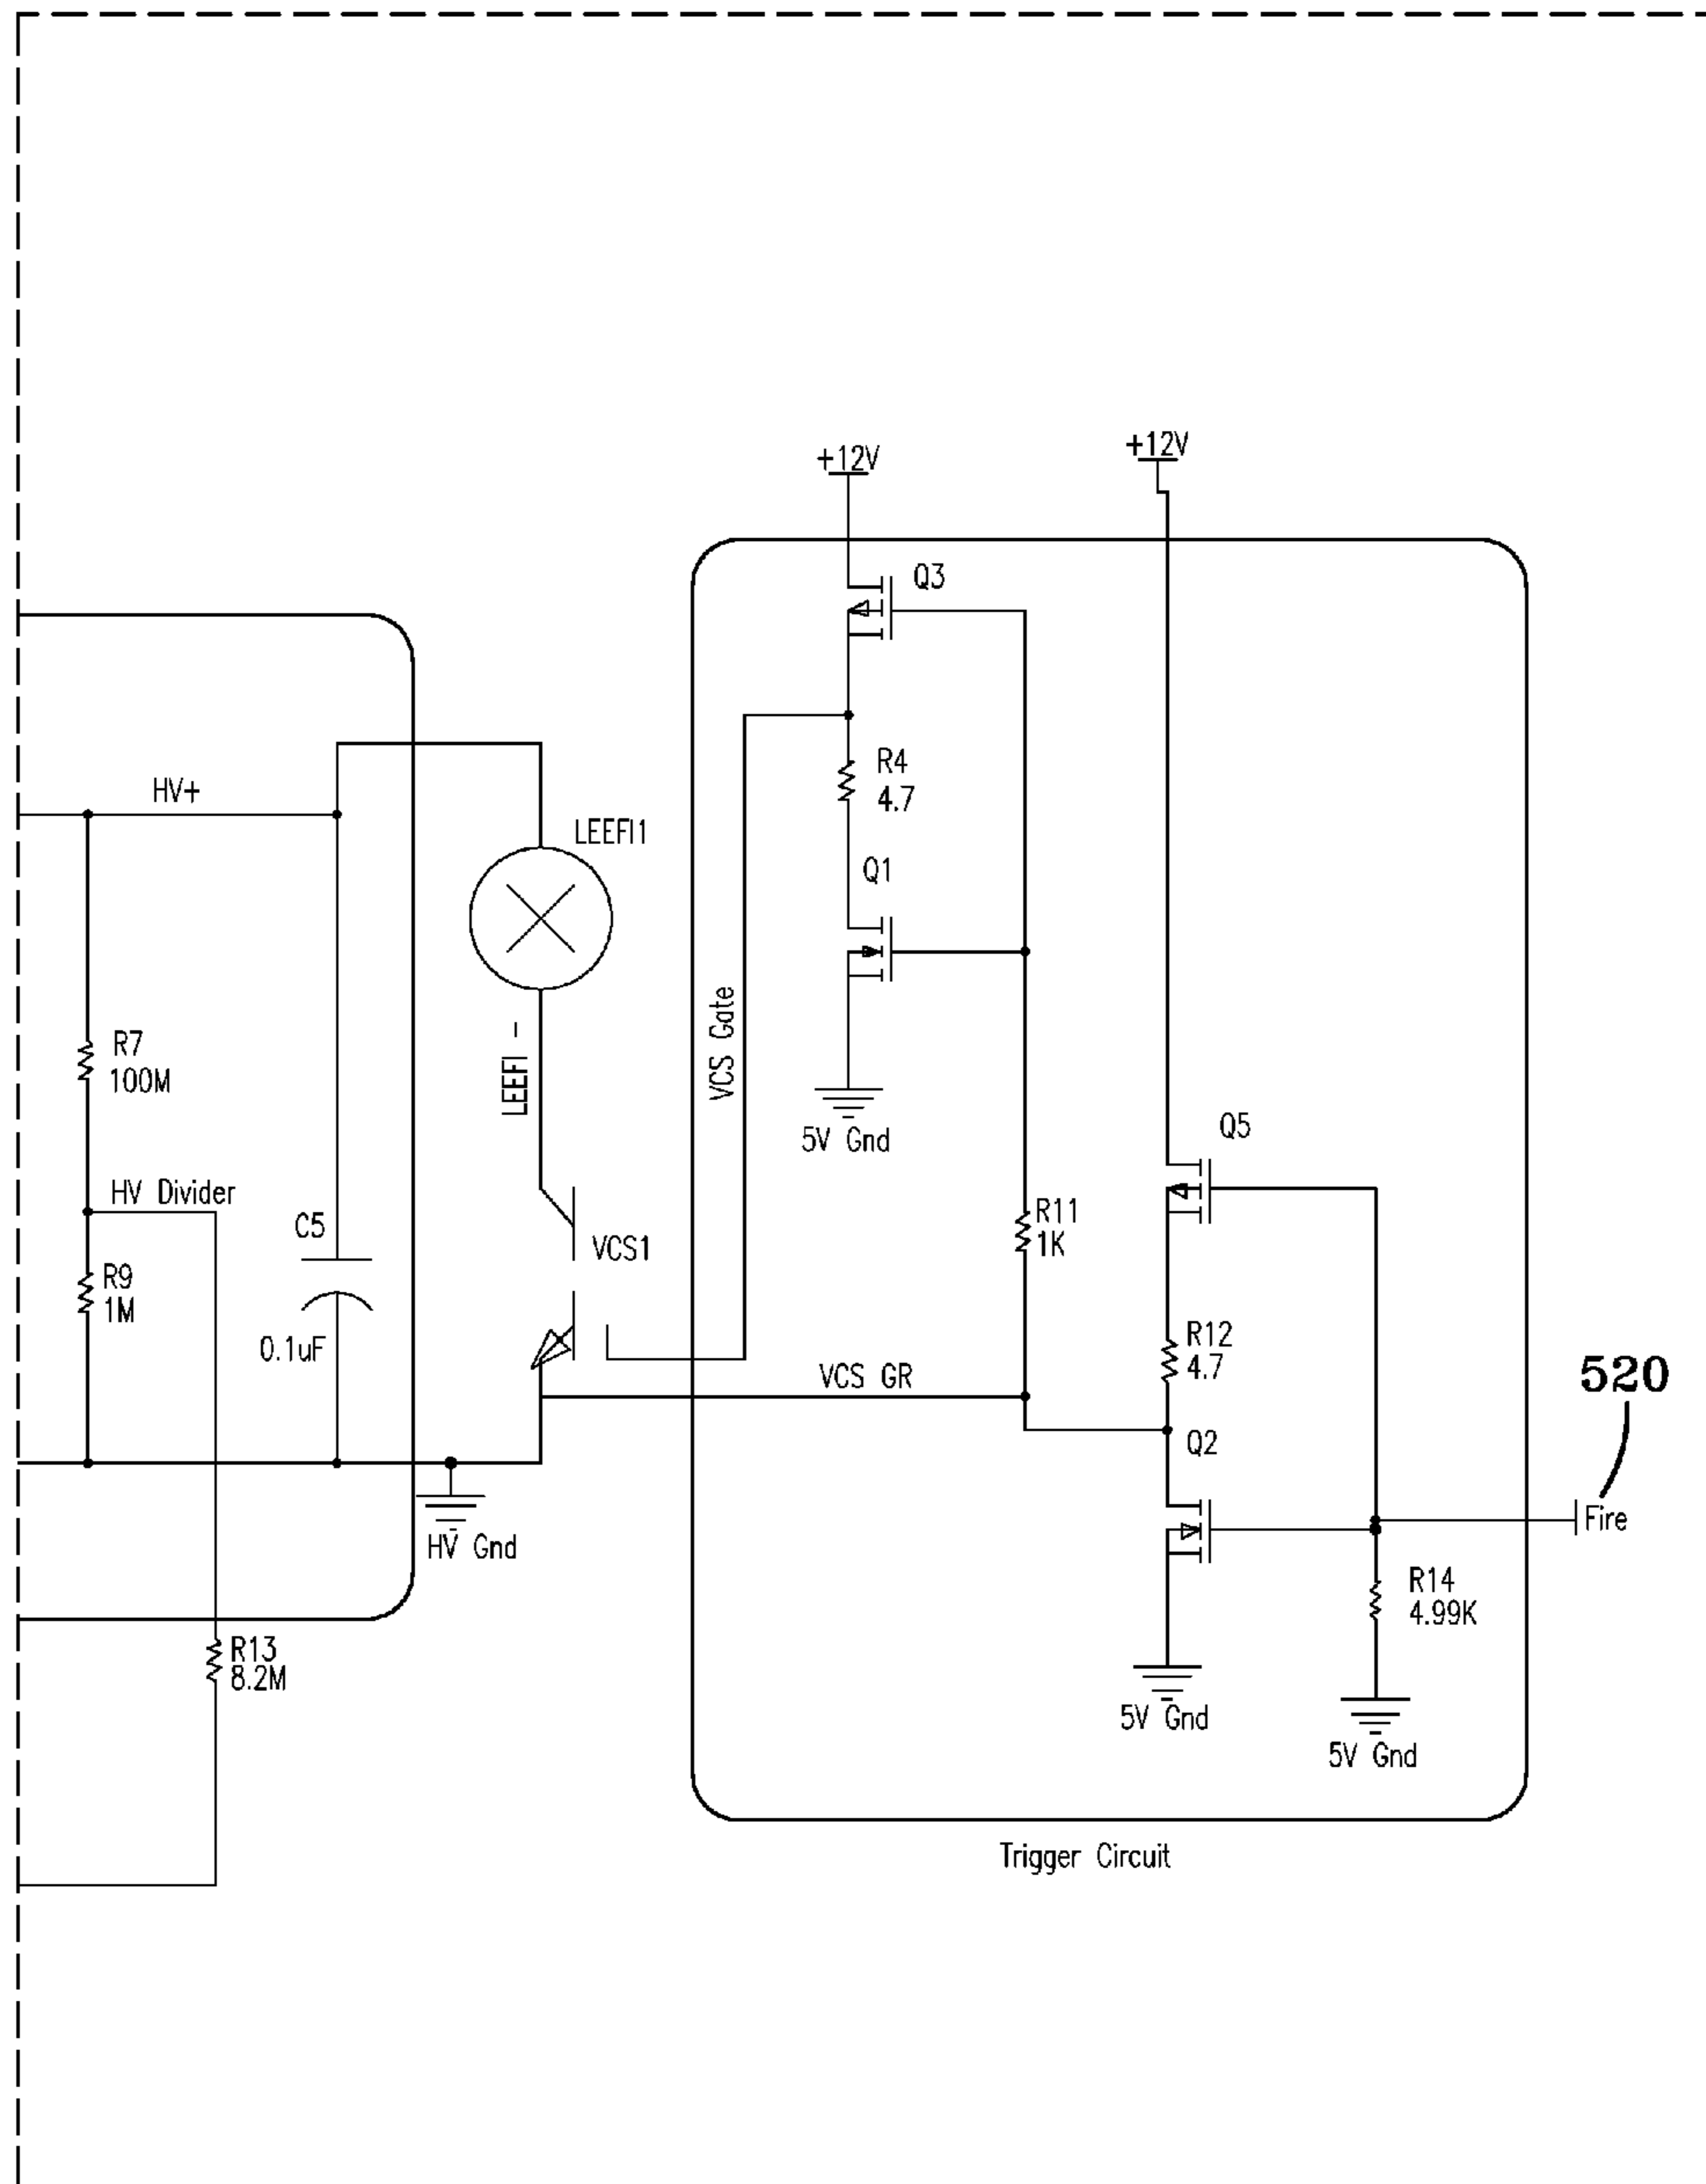 +12V
+12V
Q3
HV+
R4
4.7
LEEFI1
Q1
VCS Gate
LEEFI -
R7
100M
5V Gnd
Q5
HV Divider
C5
R11
1K
VCS1
R9
1M
0.1uF
R12
4.7
VCS GR
520
Q2
Fire
HV Gnd
R14
4.99K
R13
8.2M
5V Gnd
5V Gnd
Trigger Circuit